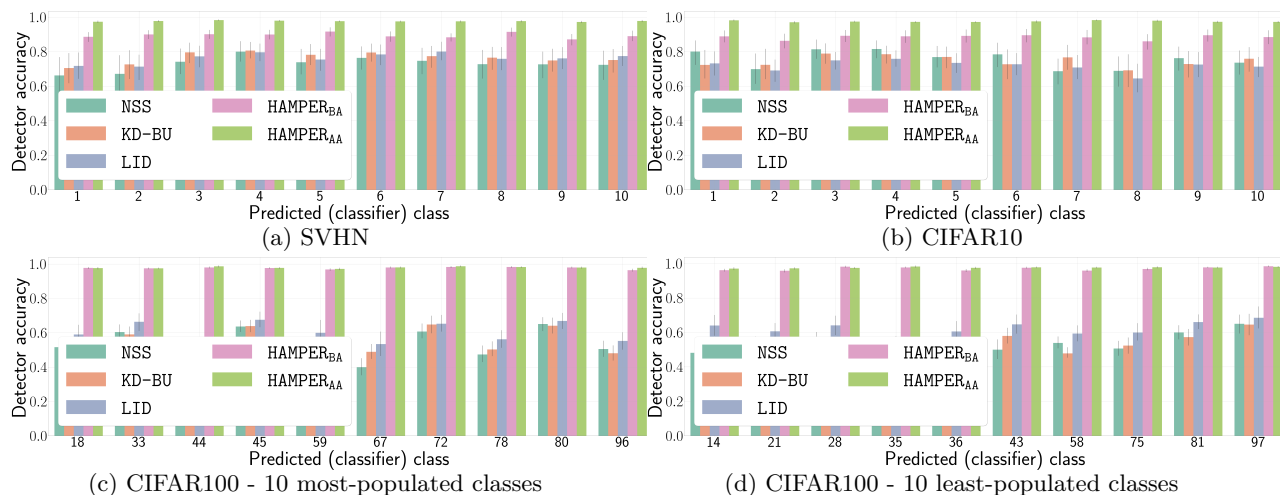 1.0
0.8
0.6
0.4
0.2
0.0
Detector accuracy
NSS
KD-BU
LID
HAMPER_BA
HAMPER_AA
1 2 3 4 5 6 7 8 9 10
Predicted (classifier) class
(a) SVHN
1.0
0.8
0.6
0.4
0.2
0.0
Detector accuracy
NSS
KD-BU
LID
HAMPER_BA
HAMPER_AA
1 2 3 4 5 6 7 8 9 10
Predicted (classifier) class
(b) CIFAR10
1.0
0.8
0.6
0.4
0.2
0.0
Detector accuracy
NSS
KD-BU
LID
HAMPER_BA
HAMPER_AA
18 33 44 45 59 67 72 78 80 96
Predicted (classifier) class
(c) CIFAR100 - 10 most-populated classes
1.0
0.8
0.6
0.4
0.2
0.0
Detector accuracy
NSS
KD-BU
LID
HAMPER_BA
HAMPER_AA
14 21 28 35 36 43 58 75 81 97
Predicted (classifier) class
(d) CIFAR100 - 10 least-populated classes